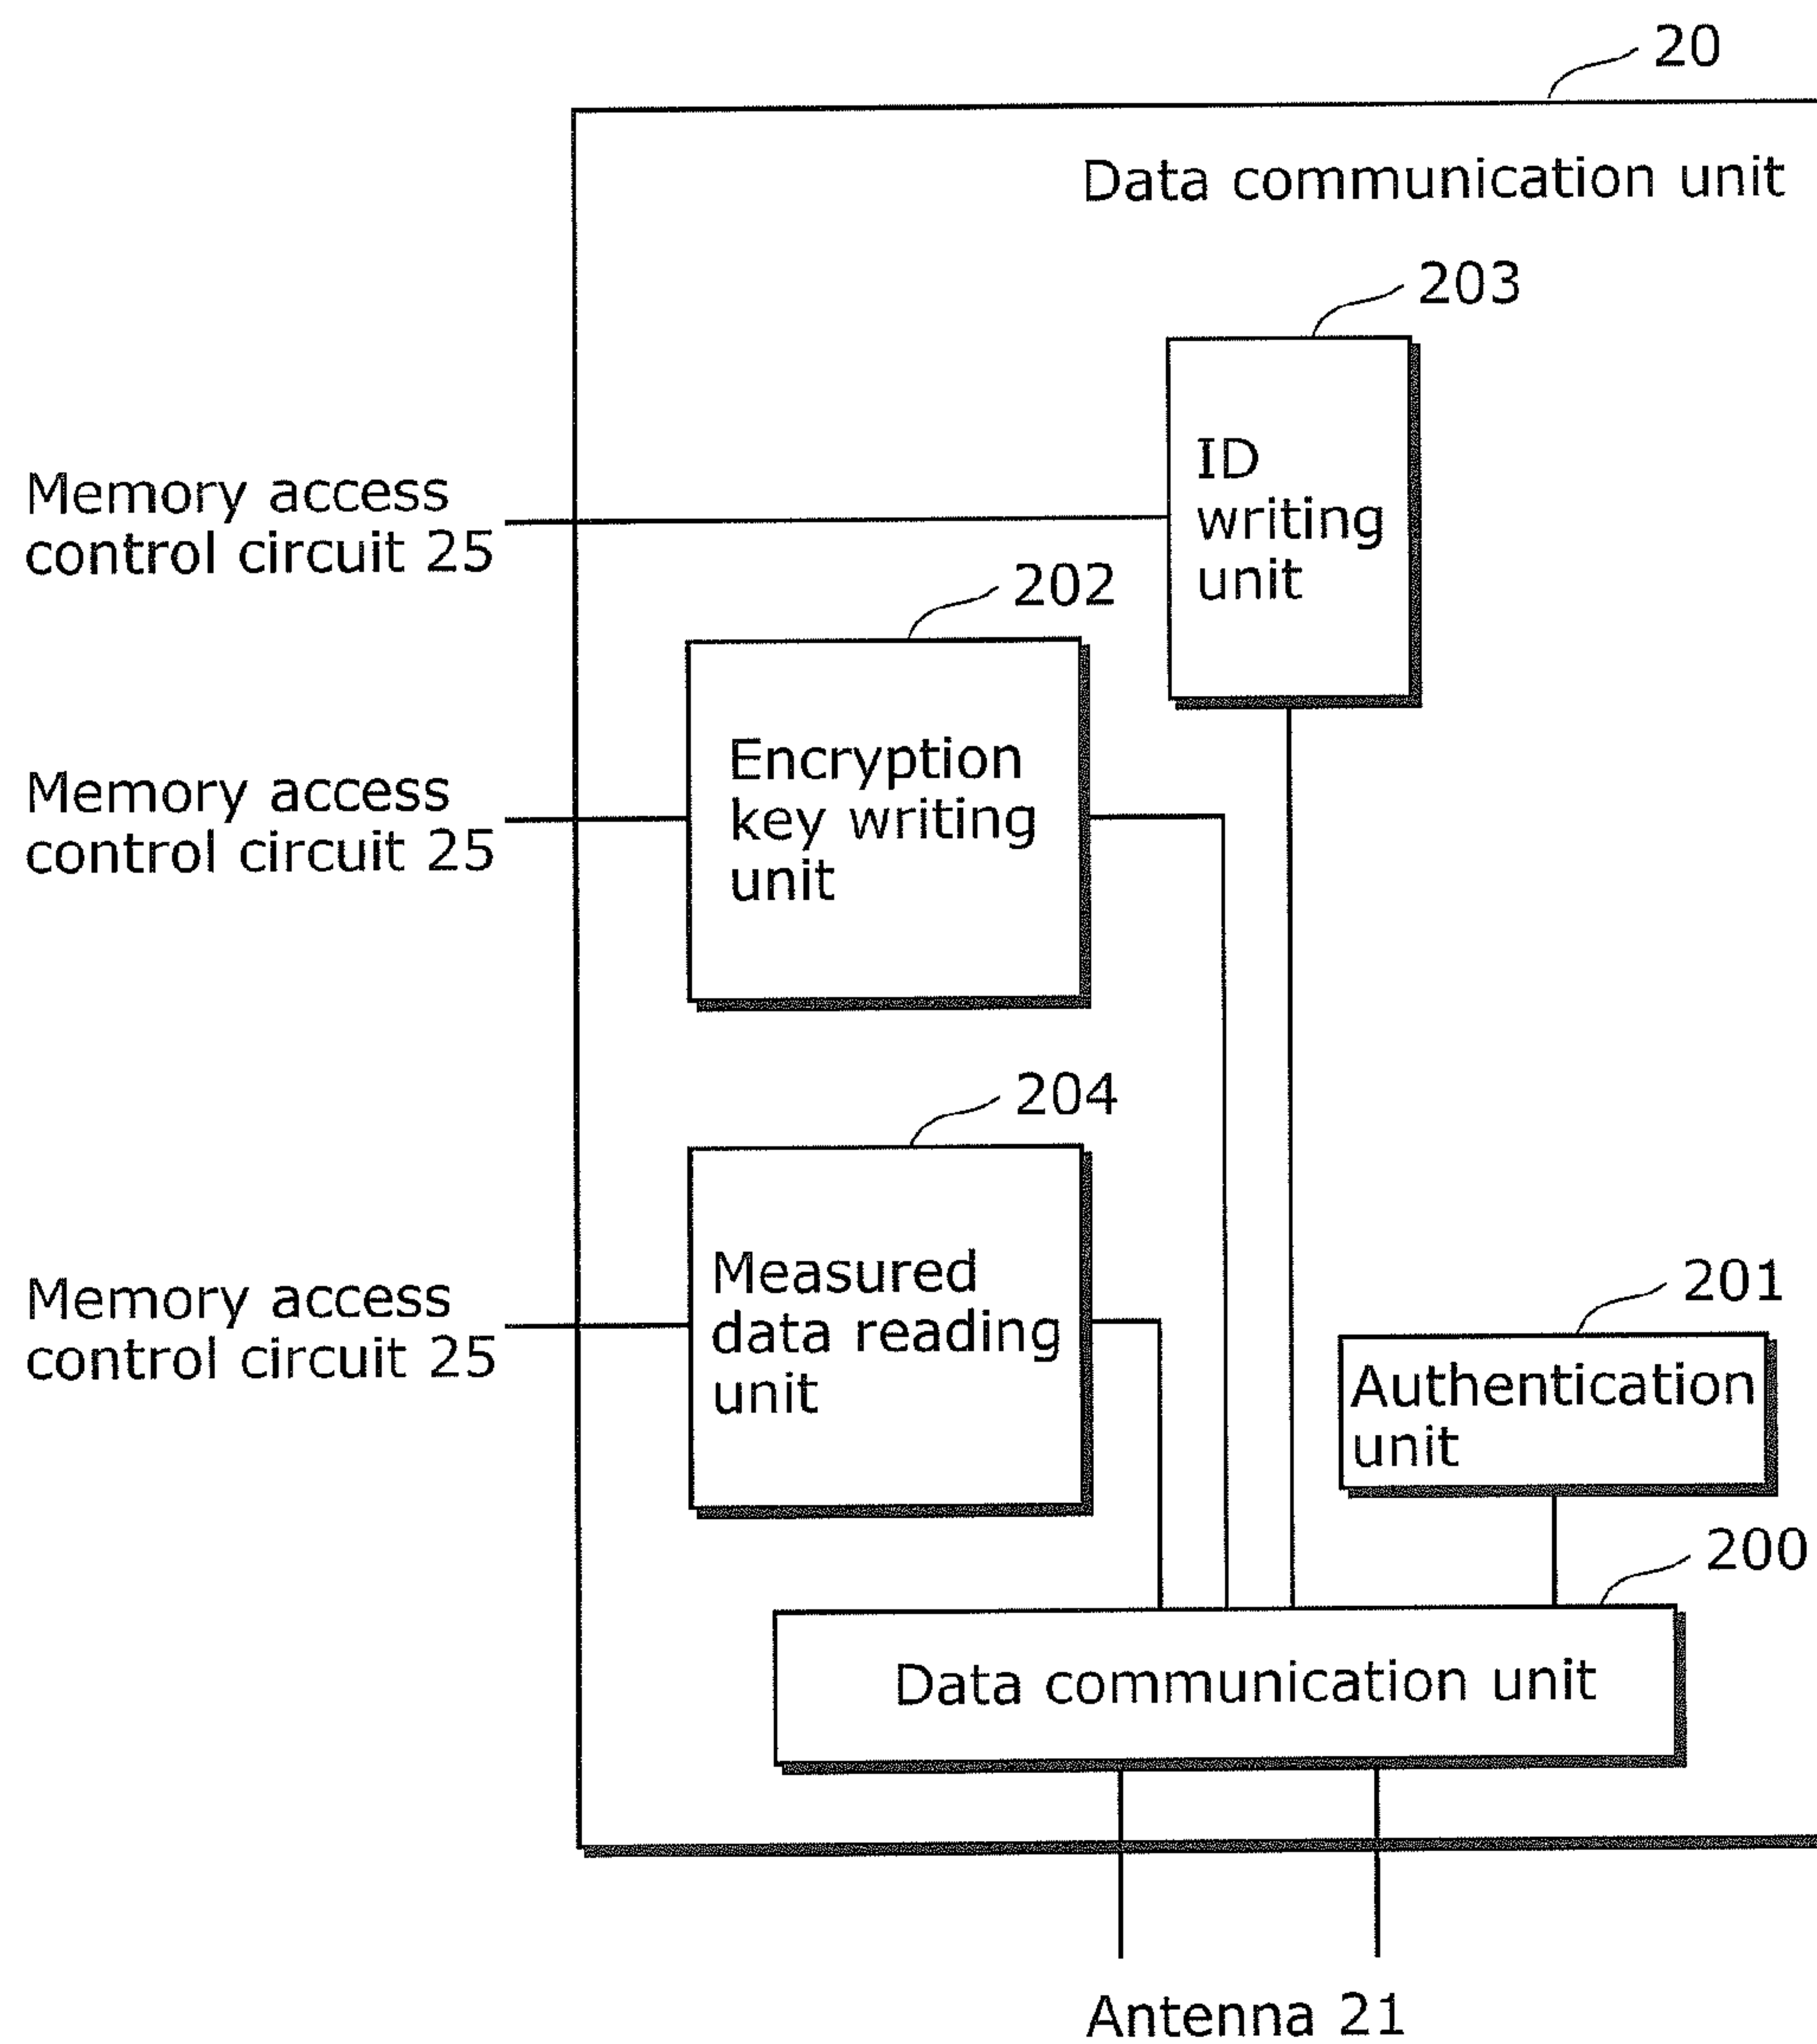 20
Data communication unit
203
ID
writing
unit
Memory access
control circuit 25
202
Encryption
key writing
unit
Memory access
control circuit 25
204
Measured
data reading
unit
Memory access
control circuit 25
201
Authentication
unit
200
Data communication unit
Antenna 21